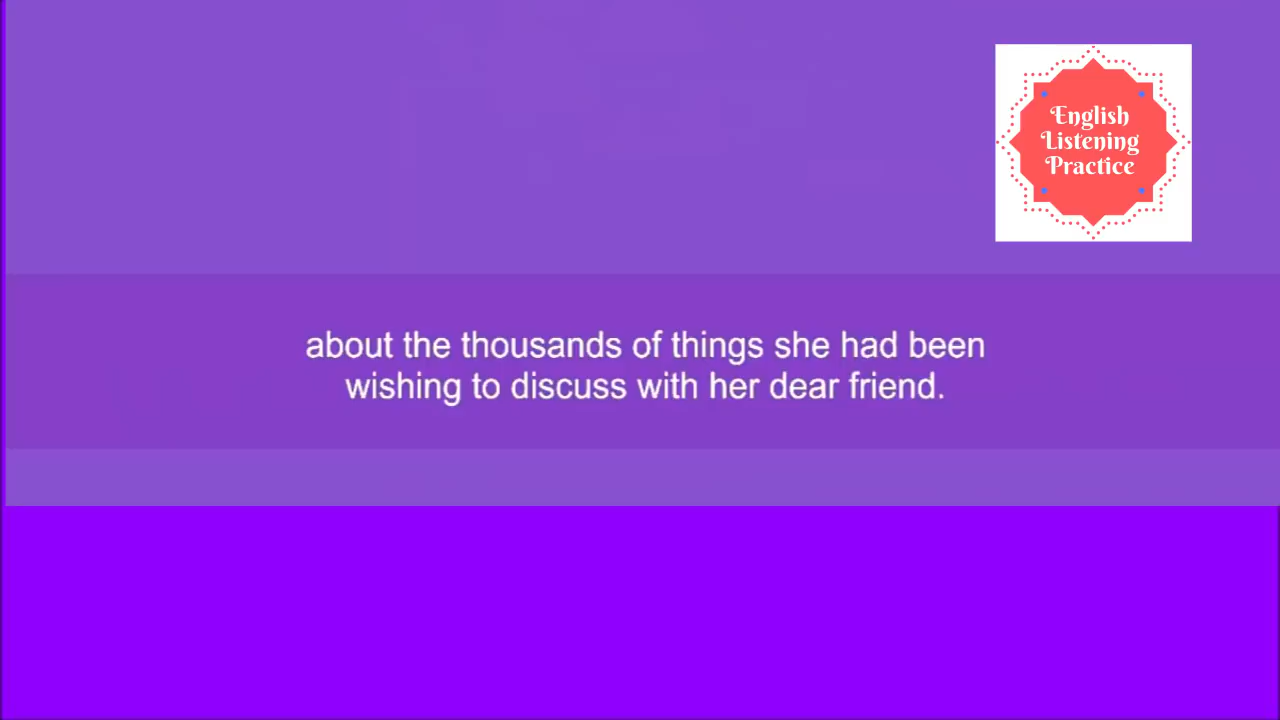 English
Listening
Practice
about the thousands of things she had been
wishing to discuss with her dear friend.